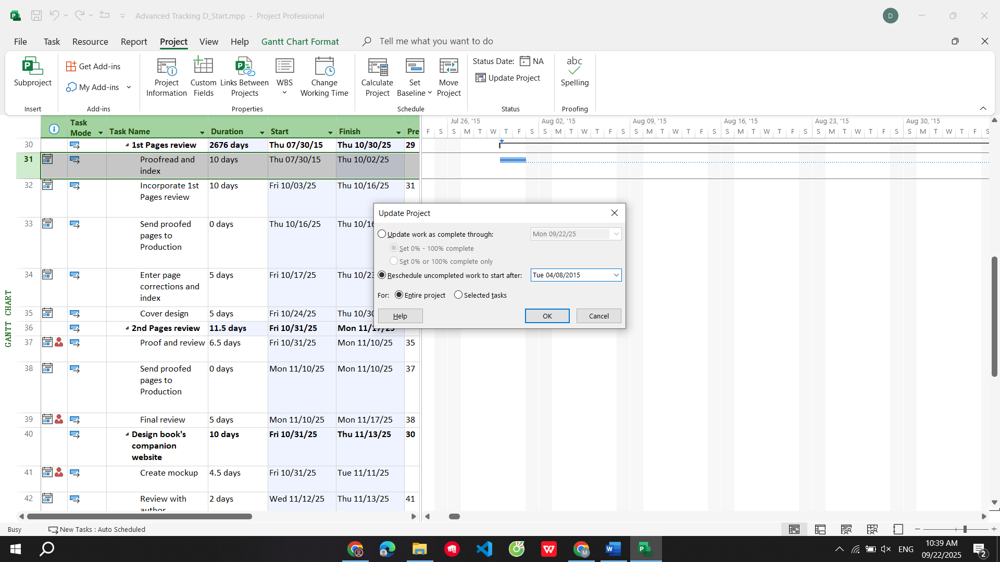 Advanced Tracking D_Start.mpp - Project Professional
D
File Task Resource Report Project View Help Gantt Chart Format Tell me what you want to do
Subproject
Insert
Get Add-ins
My Add-ins
Add-ins
Project Information
Custom Fields
Links Between Projects
WBS
Change Working Time
Properties
Calculate Project
Set Baseline
Move Project
Schedule
Status Date: NA
Update Project
Status
abc
Spelling
Proofing
Task Mode Task Name Duration Start Finish Pre
Jul 26, '15 Aug 02, '15 Aug 09, '15 Aug 16, '15 Aug 23, '15 Aug 30, '15
F S S M T W T F S S M T W T F S S M T W T F S S M T W T F S S M T W T F S S M T W T F S
30 1st Pages review 2676 days Thu 07/30/15 Thu 10/30/25 29
31 Proofread and index 10 days Thu 07/30/15 Thu 10/02/25
32 Incorporate 1st Pages review 10 days Fri 10/03/25 Thu 10/16/25 31
33 Send proofed pages to Production 0 days Thu 10/16/25 Thu 10/16
34 Enter page corrections and index 5 days Fri 10/17/25 Thu 10/23
35 Cover design 5 days Fri 10/24/25 Thu 10/30
36 2nd Pages review 11.5 days Fri 10/31/25 Mon 11/17/25
37 Proof and review 6.5 days Fri 10/31/25 Mon 11/10/25 35
38 Send proofed pages to Production 0 days Mon 11/10/25 Mon 11/10/25 37
39 Final review 5 days Mon 11/10/25 Mon 11/17/25 38
40 Design book's companion website 10 days Fri 10/31/25 Thu 11/13/25 30
41 Create mockup 4.5 days Fri 10/31/25 Tue 11/11/25
42 Review with author 2 days Wed 11/12/25 Thu 11/13/25 41
GANTT CHART
Update Project
Update work as complete through: Mon 09/22/25
Set 0% - 100% complete
Set 0% or 100% complete only
Reschedule uncompleted work to start after: Tue 04/08/2015
For: Entire project Selected tasks
Help OK Cancel
Busy New Tasks : Auto Scheduled
ENG
10:39 AM
09/22/2025
2